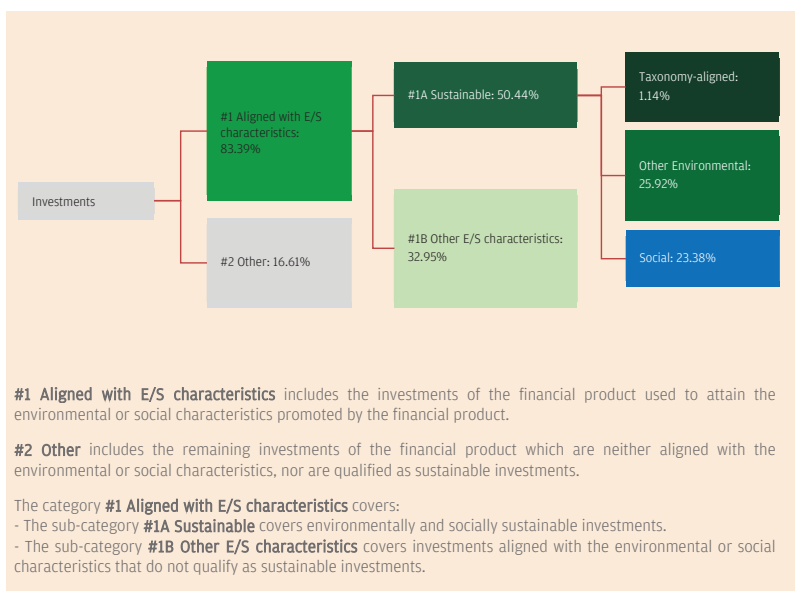 Investments
#1 Aligned with E/S
characteristics:
83.39%
#2 Other: 16.61%
#1A Sustainable: 50.44%
#1B Other E/S characteristics:
32.95%
Taxonomy-aligned:
1.14%
Other Environmental:
25.92%
Social: 23.38%
#1 Aligned with E/S characteristics includes the investments of the financial product used to attain the
environmental or social characteristics promoted by the financial product.
#2 Other includes the remaining investments of the financial product which are neither aligned with the
environmental or social characteristics, nor are qualified as sustainable investments.
The category #1 Aligned with E/S characteristics covers:
- The sub-category #1A Sustainable covers environmentally and socially sustainable investments.
- The sub-category #1B Other E/S characteristics covers investments aligned with the environmental or social
characteristics that do not qualify as sustainable investments.